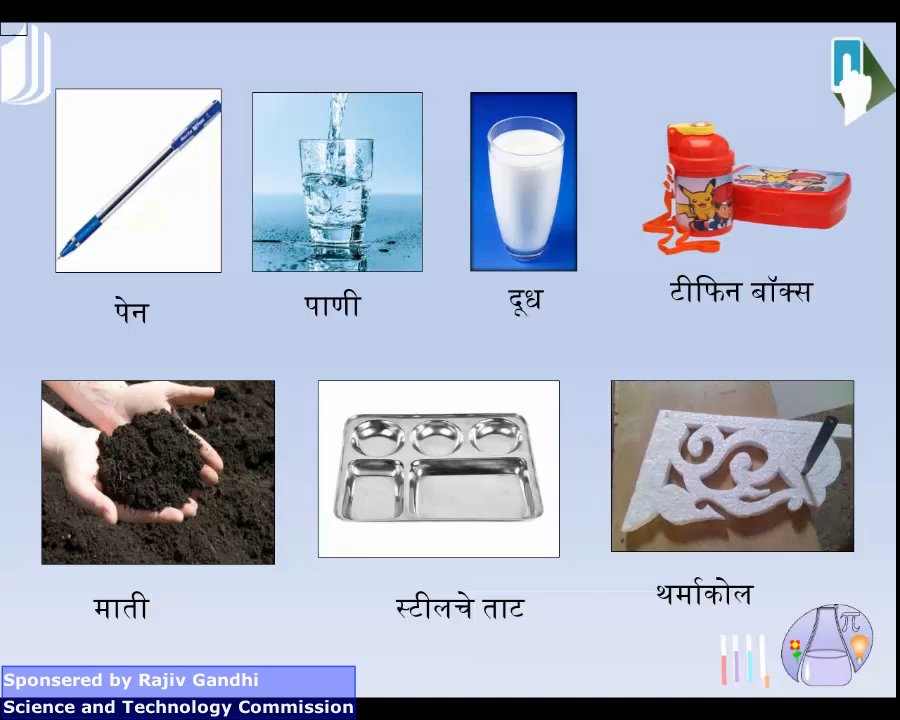 पेन
पाणी
दूध
टीफिन बॉक्स
माती
स्टीलचे ताट
थर्माकोल
π
Sponsered by Rajiv Gandhi
Science and Technology Commission